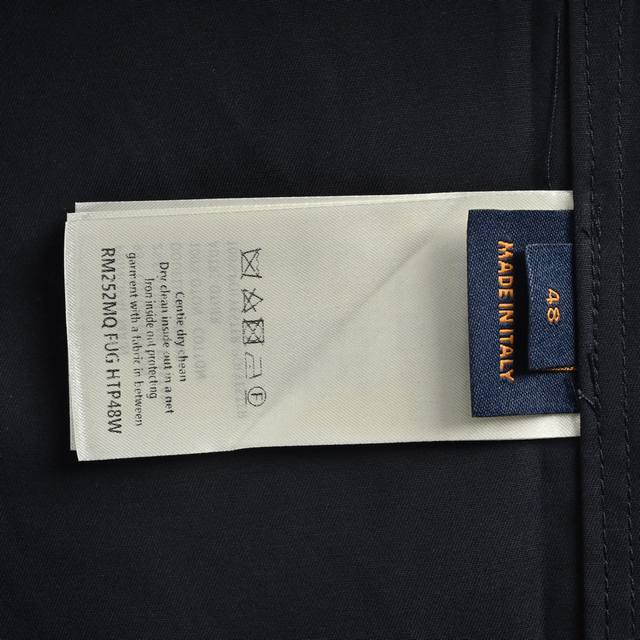 MADE IN ITALY
48
F
Gentle dry chean
Dry clean inside out in a net
Iron inside out protecting
garment with a fabric in between
RM252MQ FUG HTP48W